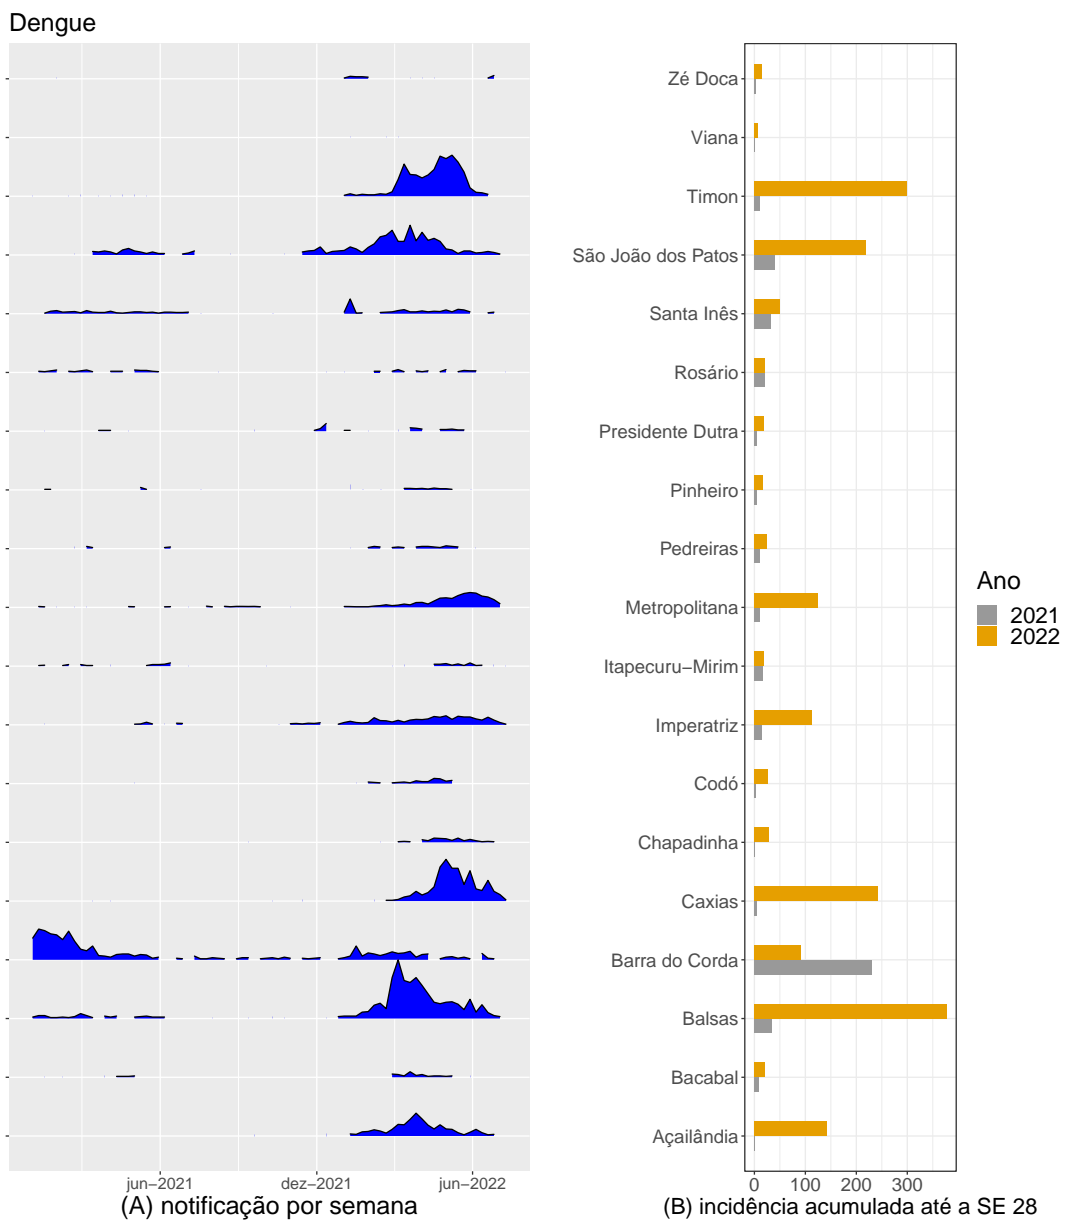 Dengue
Zé Doca
Viana
Timon
São João dos Patos
Santa Inês
Rosário
Presidente Dutra
Pinheiro
Pedreiras
Metropolitana
Itapecuru−Mirim
Imperatriz
Codó
Chapadinha
Caxias
Barra do Corda
Balsas
Bacabal
Açailândia
Ano
2021
2022
jun−2021 dez−2021 jun−2022
0 100 200 300
(A) notificação por semana
(B) incidência acumulada até a SE 28